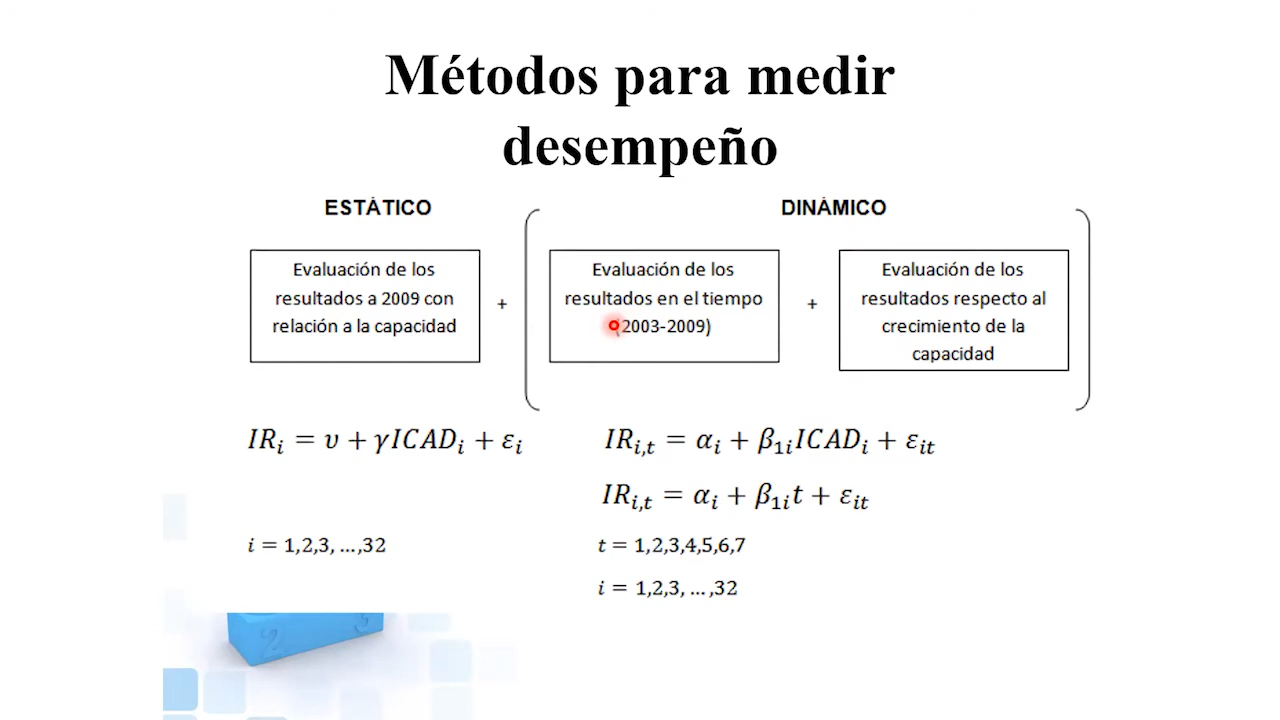 Métodos para medir
desempeño
ESTÁTICO
DINÁMICO
Evaluación de los
resultados a 2009 con
relación a la capacidad
+
Evaluación de los
resultados en el tiempo
(2003-2009)
+
Evaluación de los
resultados respecto al
crecimiento de la
capacidad
IRᵢ = υ + γICADᵢ + εᵢ
IRᵢ,ₜ = αᵢ + β₁ᵢICADᵢ + εᵢₜ
IRᵢ,ₜ = αᵢ + β₁ᵢt + εᵢₜ
i = 1,2,3, …,32
t = 1,2,3,4,5,6,7
i = 1,2,3, …,32
2
3